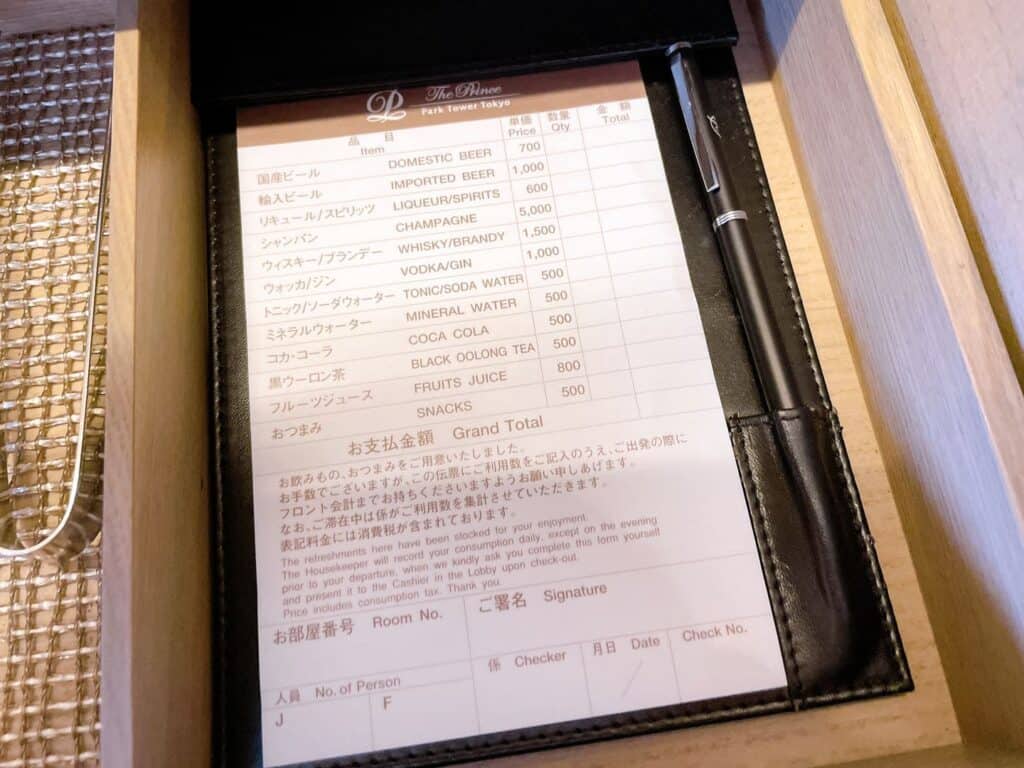 The Prince
Park Tower Tokyo
品 目 Item 単価 Price 数量 Qty 金 額 Total
国産ビール DOMESTIC BEER 700
輸入ビール IMPORTED BEER 1,000
リキュール/スピリッツ LIQUEUR/SPIRITS 600
シャンパン CHAMPAGNE 5,000
ウィスキー/ブランデー WHISKY/BRANDY 1,500
ウォッカ/ジン VODKA/GIN 1,000
トニック/ソーダウォーター TONIC/SODA WATER 500
ミネラルウォーター MINERAL WATER 500
コカ・コーラ COCA COLA 500
黒ウーロン茶 BLACK OOLONG TEA 500
フルーツジュース FRUITS JUICE 800
おつまみ SNACKS 500
お支払金額 Grand Total
お飲みもの、おつまみをご用意いたしました。
お手数でございますが、この伝票にご利用数をご記入のうえ、ご出発の際に
フロント会計までお持ちくださいますようお願い申しあげます。
なお、ご滞在中は係がご利用数を集計させていただきます。
表記料金には消費税が含まれております。
The refreshments here have been stocked for your enjoyment.
The Housekeeper will record your consumption daily, except on the evening
prior to your departure, when we kindly ask you complete this form yourself
and present it to the Cashier in the Lobby upon check-out.
Price includes consumption tax. Thank you.
お部屋番号 Room No. ご署名 Signature
人員 No. of Person 係 Checker 月日 Date Check No.
J F /